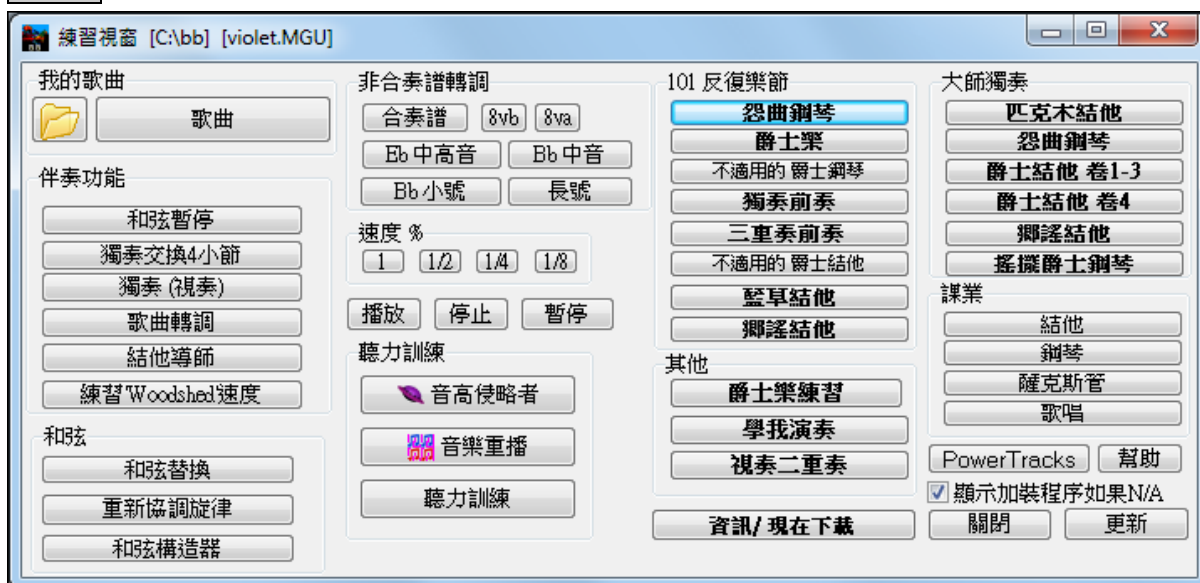 練習視窗 [C:\bb] [violet.MGU]
我的歌曲
歌曲
伴奏功能
和弦暫停
獨奏交換4小節
獨奏 (視奏)
歌曲轉調
結他導師
練習Woodshed速度
和弦
和弦替換
重新協調旋律
和弦構造器
非合奏譜轉調
合奏譜 8vb 8va
Eb 中高音 Bb 中音
Bb 小號 長號
速度 %
1 1/2 1/4 1/8
播放 停止 暫停
聽力訓練
音高侵略者
音樂重播
聽力訓練
101 反復樂節
怨曲鋼琴
爵士樂
不適用的 爵士鋼琴
獨奏前奏
三重奏前奏
不適用的 爵士結他
藍草結他
鄉謠結他
其他
爵士樂練習
學我演奏
視奏二重奏
資訊/ 現在下載
大師獨奏
匹克木結他
怨曲鋼琴
爵士結他 卷1-3
爵士結他 卷4
鄉謠結他
搖擺爵士鋼琴
課業
結他
鋼琴
薩克斯管
歌唱
PowerTracks 幫助
顯示加裝程序如果N/A
關閉 更新